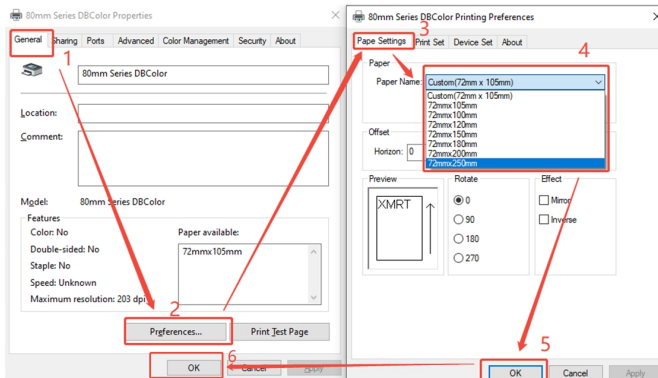 80mm Series DBColor Properties
General Sharing Ports Advanced Color Management Security About
1
80mm Series DBColor
Location:
Comment:
Model: 80mm Series DBColor
Features
Color: No
Double-sided: No
Staple: No
Speed: Unknown
Maximum resolution: 203 dpi
Paper available:
72mmx105mm
2
Preferences...
Print Test Page
OK
Cancel
Apply
6
80mm Series DBColor Printing Preferences
3
Pape Settings Print Set Device Set About
4
Paper
Paper Name: Custom(72mm x 105mm)
Custom(72mm x 105mm)
72mmx105mm
72mmx100mm
72mmx120mm
72mmx150mm
72mmx180mm
72mmx200mm
72mmx250mm
Offset
Horizon: 0
Preview
XMRT
Rotate
0
90
180
270
Effect
Mirror
Inverse
5
OK
Cancel
Apply